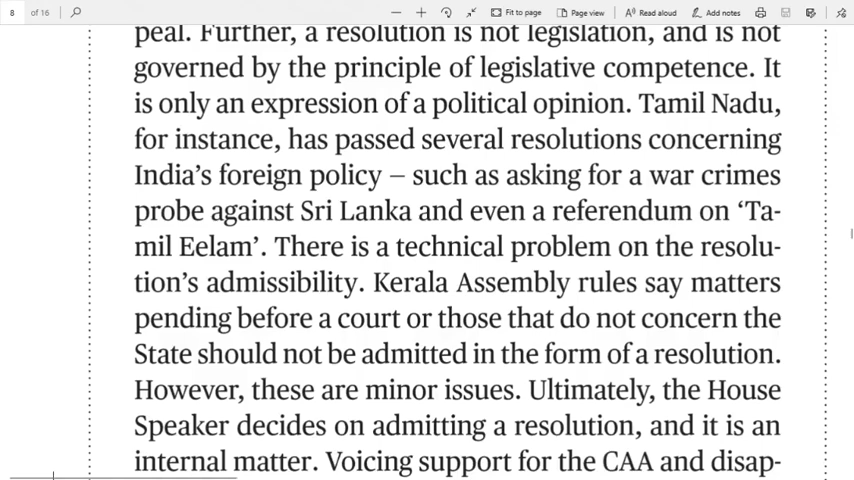 8 of 16 Fit to page Page view Read aloud Add notes
peal. Further, a resolution is not legislation, and is not
governed by the principle of legislative competence. It
is only an expression of a political opinion. Tamil Nadu,
for instance, has passed several resolutions concerning
India’s foreign policy – such as asking for a war crimes
probe against Sri Lanka and even a referendum on ‘Ta-
mil Eelam’. There is a technical problem on the resolu-
tion’s admissibility. Kerala Assembly rules say matters
pending before a court or those that do not concern the
State should not be admitted in the form of a resolution.
However, these are minor issues. Ultimately, the House
Speaker decides on admitting a resolution, and it is an
internal matter. Voicing support for the CAA and disap-